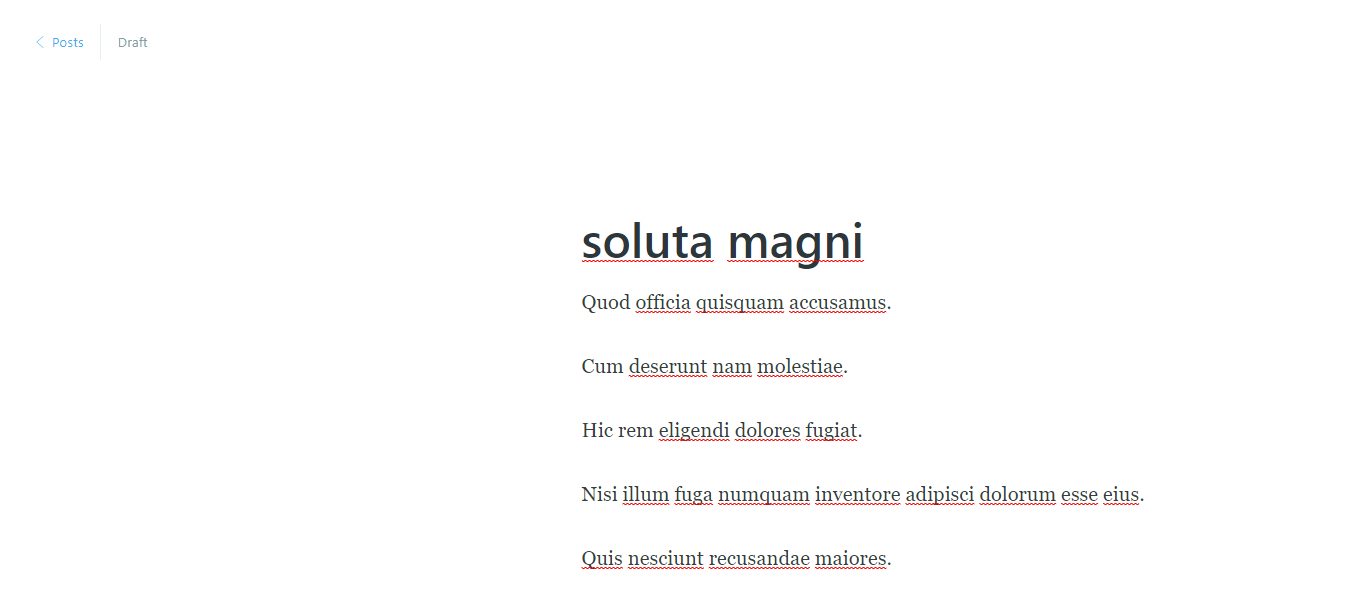 Posts
Draft
soluta magni
Quod officia quisquam accusamus.
Cum deserunt nam molestiae.
Hic rem eligendi dolores fugiat.
Nisi illum fuga numquam inventore adipisci dolorum esse eius.
Quis nesciunt recusandae maiores.